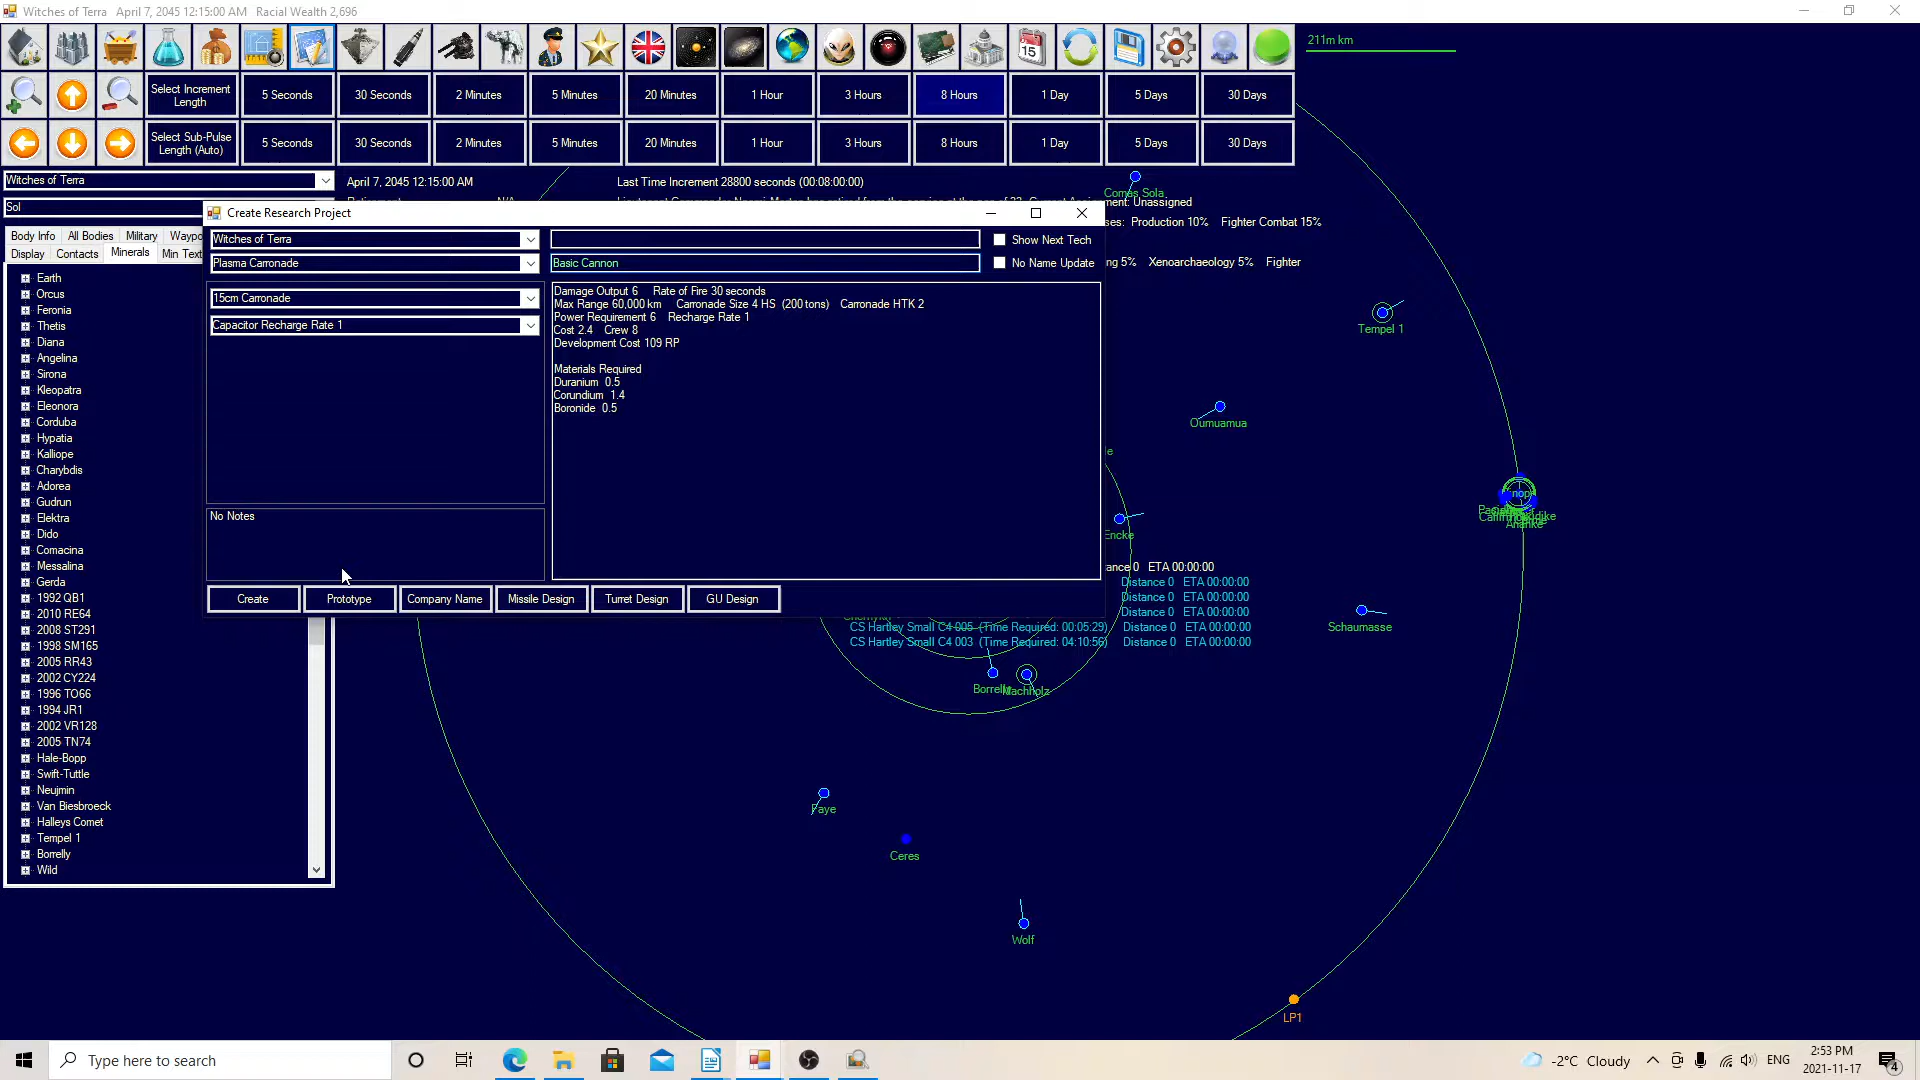 Witches of Terra   April 7, 2045 12:15:00 AM   Racial Wealth 2,696
15
211m km
Select Increment Length
5 Seconds
30 Seconds
2 Minutes
5 Minutes
20 Minutes
1 Hour
3 Hours
8 Hours
1 Day
5 Days
30 Days
Select Sub-Pulse Length (Auto)
5 Seconds
30 Seconds
2 Minutes
5 Minutes
20 Minutes
1 Hour
3 Hours
8 Hours
1 Day
5 Days
30 Days
Witches of Terra
April 7, 2045 12:15:00 AM
Last Time Increment 28800 seconds (00:08:00:00)
Sol
Assignment: Unassigned
Production 10%   Fighter Combat 15%
5%   Xenoarchaeology 5%   Fighter
Body Info
All Bodies
Military
Display
Contacts
Minerals
Min Text
Earth
Orcus
Feronia
Thetis
Diana
Angelina
Sirona
Kleopatra
Eleonora
Corduba
Hypatia
Kalliope
Charybdis
Adorea
Gudrun
Elektra
Dido
Comacina
Messalina
Gerda
1992 QB1
2010 RE64
2008 ST291
1998 SM165
2005 RR43
2002 CY224
1996 TO66
1994 JR1
2002 VR128
2005 TN74
Hale-Bopp
Swift-Tuttle
Neujmin
Van Biesbroeck
Halleys Comet
Tempel 1
Borrelly
Wild
Create Research Project
Witches of Terra
Show Next Tech
Plasma Carronade
Basic Cannon
No Name Update
15cm Carronade
Capacitor Recharge Rate 1
Damage Output 6     Rate of Fire 30 seconds
Max Range 60,000 km     Carronade Size 4 HS  (200 tons)    Carronade HTK 2
Power Requirement 6    Recharge Rate 1
Cost 2.4    Crew 8
Development Cost 109 RP
Materials Required
Duranium  0.5
Corundium  1.4
Boronide  0.5
No Notes
Create
Prototype
Company Name
Missile Design
Turret Design
GU Design
Comas Sola
Tempel 1
Oumuamua
Encke
Distance 0   ETA 00:00:00
Distance 0   ETA 00:00:00
Distance 0   ETA 00:00:00
CS Hartley Small C4 005  (Time Required: 00:05:29)     Distance 0   ETA 00:00:00
CS Hartley Small C4 003  (Time Required: 04:10:56)     Distance 0   ETA 00:00:00
ETA 00:00:00
Schaumasse
Borrelly
Machholz
Faye
Ceres
Wolf
LP1
Type here to search
-2°C  Cloudy
ENG
2:53 PM
2021-11-17
4